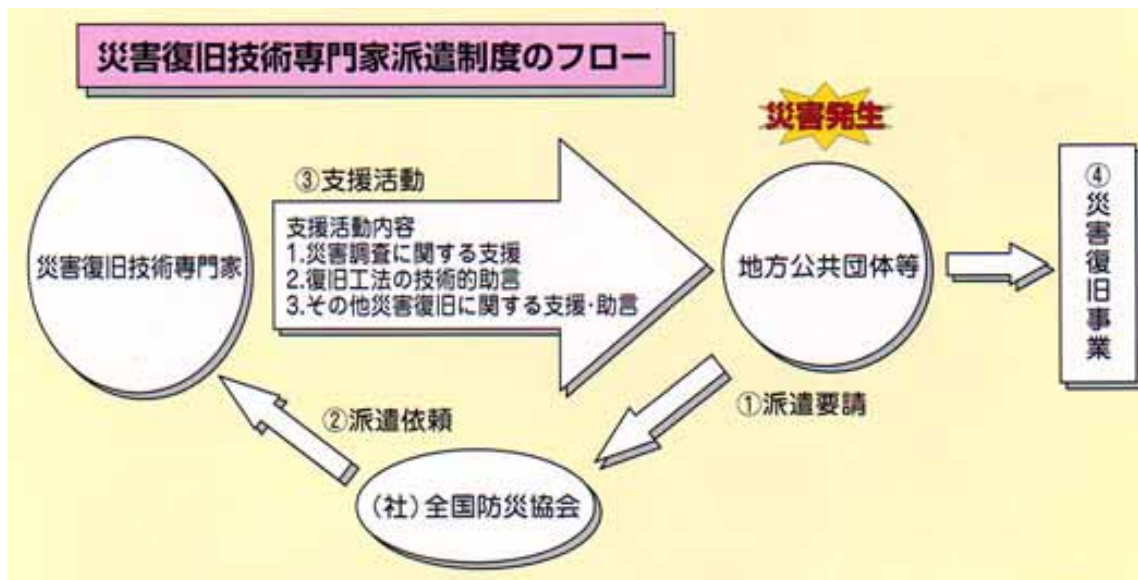 災害復旧技術専門家派遣制度のフロー
災害発生
③支援活動
支援活動内容
1.災害調査に関する支援
2.復旧工法の技術的助言
3.その他災害復旧に関する支援・助言
災害復旧技術専門家
地方公共団体等
④災害復旧事業
①派遣要請
②派遣依頼
(社)全国防災協会